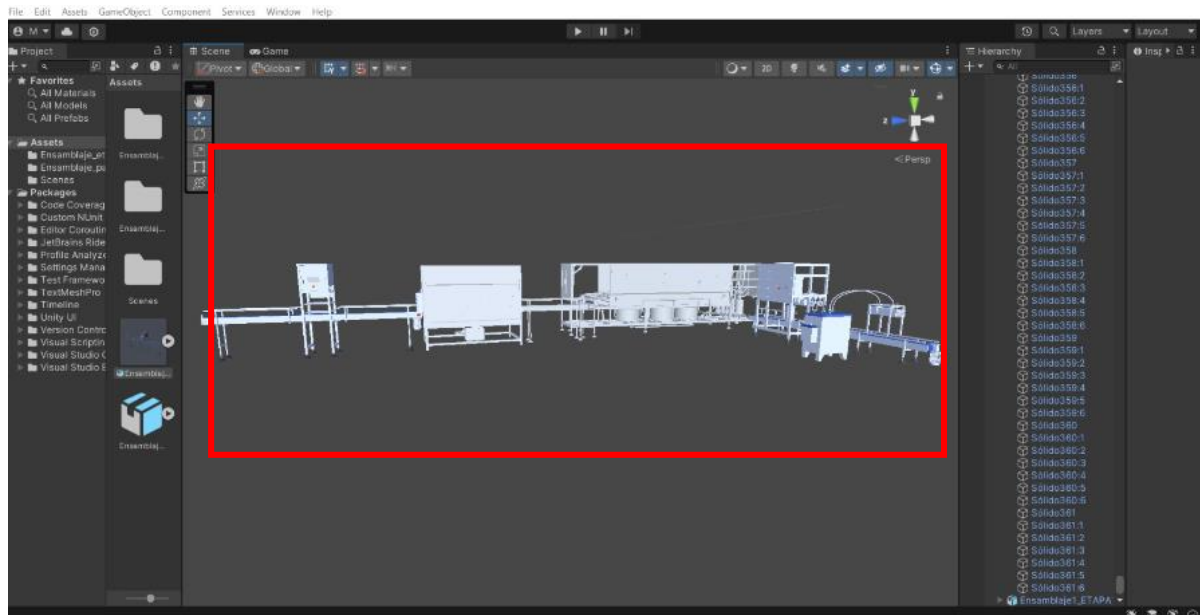 File Edit Assets GameObject Component Services Window Help
M
Layers
Layout
Project
Favorites
All Materials
All Models
All Prefabs
Assets
Ensamblaje_et
Ensamblaje_pa
Scenes
Packages
Code Coverag
Custom NUnit
Editor Coroutin
JetBrains Ride
Profile Analyze
Settings Mana
Test Framewo
TextMeshPro
Timeline
Unity UI
Version Contro
Visual Scriptin
Visual Studio C
Visual Studio E
Assets
Ensamblaj...
Ensamblaj...
Scenes
Ensamblaj...
Ensamblaj...
Scene
Game
Pivot
Global
2D
y
z
Persp
Hierarchy
All
Sólido356
Sólido356:1
Sólido356:2
Sólido356:3
Sólido356:4
Sólido356:5
Sólido356:6
Sólido357
Sólido357:1
Sólido357:2
Sólido357:3
Sólido357:4
Sólido357:5
Sólido357:6
Sólido358
Sólido358:1
Sólido358:2
Sólido358:3
Sólido358:4
Sólido358:5
Sólido358:6
Sólido359
Sólido359:1
Sólido359:2
Sólido359:3
Sólido359:4
Sólido359:5
Sólido359:6
Sólido360
Sólido360:1
Sólido360:2
Sólido360:3
Sólido360:4
Sólido360:5
Sólido360:6
Sólido361
Sólido361:1
Sólido361:2
Sólido361:3
Sólido361:4
Sólido361:5
Sólido361:6
Ensamblaje1_ETAPA
Insp